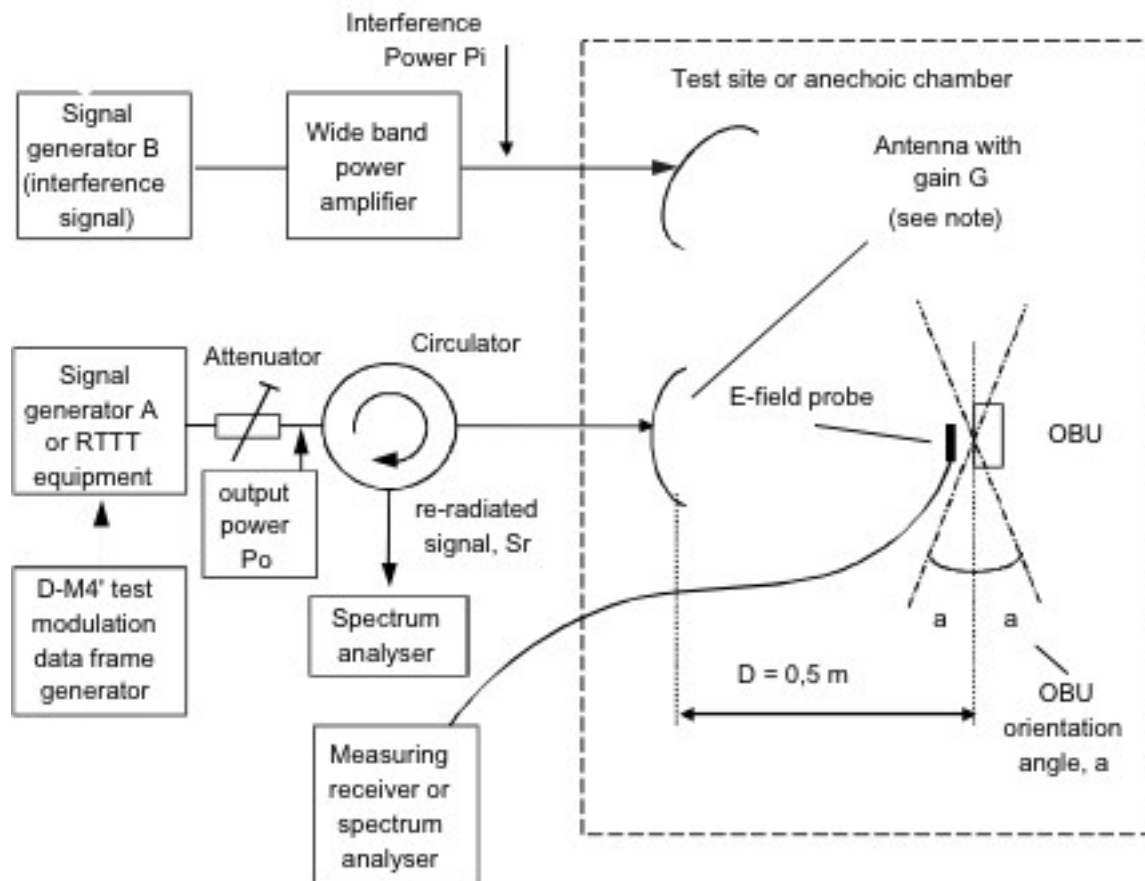 Interference
Power Pi
Test site or anechoic chamber
Signal
generator B
(interference
signal)
Wide band
power
amplifier
Antenna with
gain G
(see note)
Attenuator
Circulator
Signal
generator A
or RTTT
equipment
E-field probe
OBU
output
power
Po
re-radiated
signal, Sr
D-M4' test
modulation
data frame
generator
Spectrum
analyser
a
a
D = 0,5 m
OBU
orientation
angle, a
Measuring
receiver or
spectrum
analyser